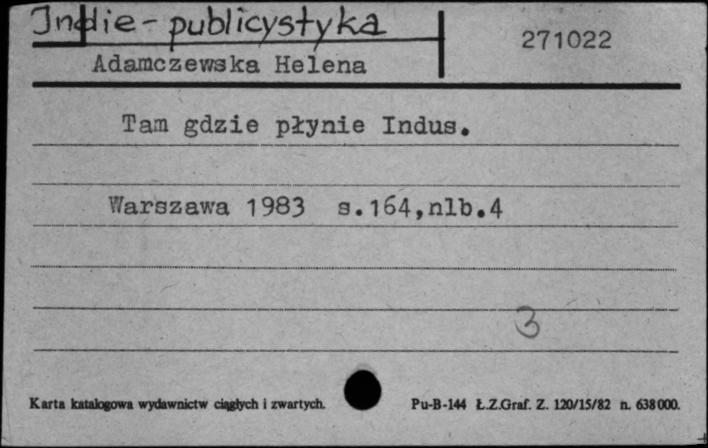 Indie - publicystyka
271022
Adamczewska Helena
Tam gdzie płynie Indus.
Warszawa 1983 s.164,nlb.4
3
Karta katalogowa wydawnictw ciągłych i zwartych. Pu-B-144 Ł.Z.Graf. Z. 120/15/82 n. 638000.